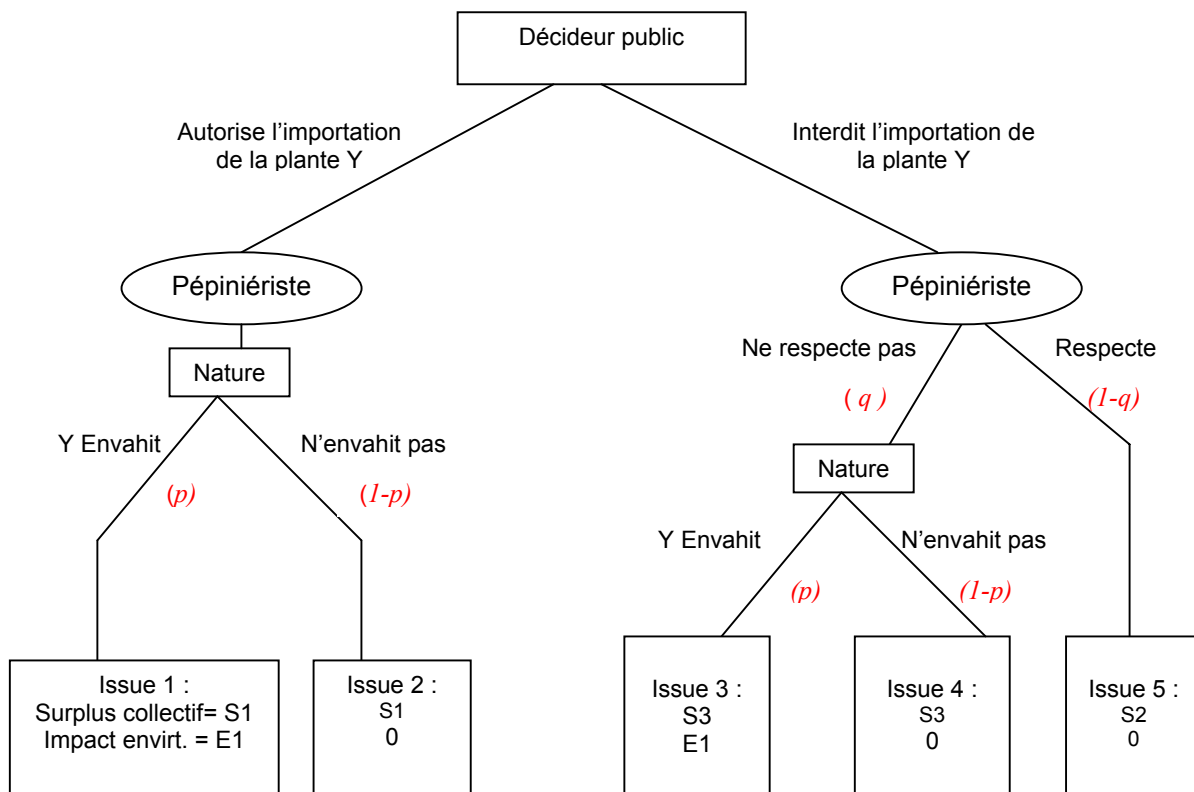 Décideur public
Autorise l'importation
de la plante Y
Interdit l'importation de
la plante Y
Pépiniériste
Pépiniériste
Ne respecte pas
Respecte
Nature
( q )
(1-q)
Y Envahit
N'envahit pas
Nature
(p)
(1-p)
Y Envahit
N'envahit pas
(p)
(1-p)
Issue 1 :
Surplus collectif= S1
Impact envirt. = E1
Issue 2 :
S1
0
Issue 3 :
S3
E1
Issue 4 :
S3
0
Issue 5 :
S2
0